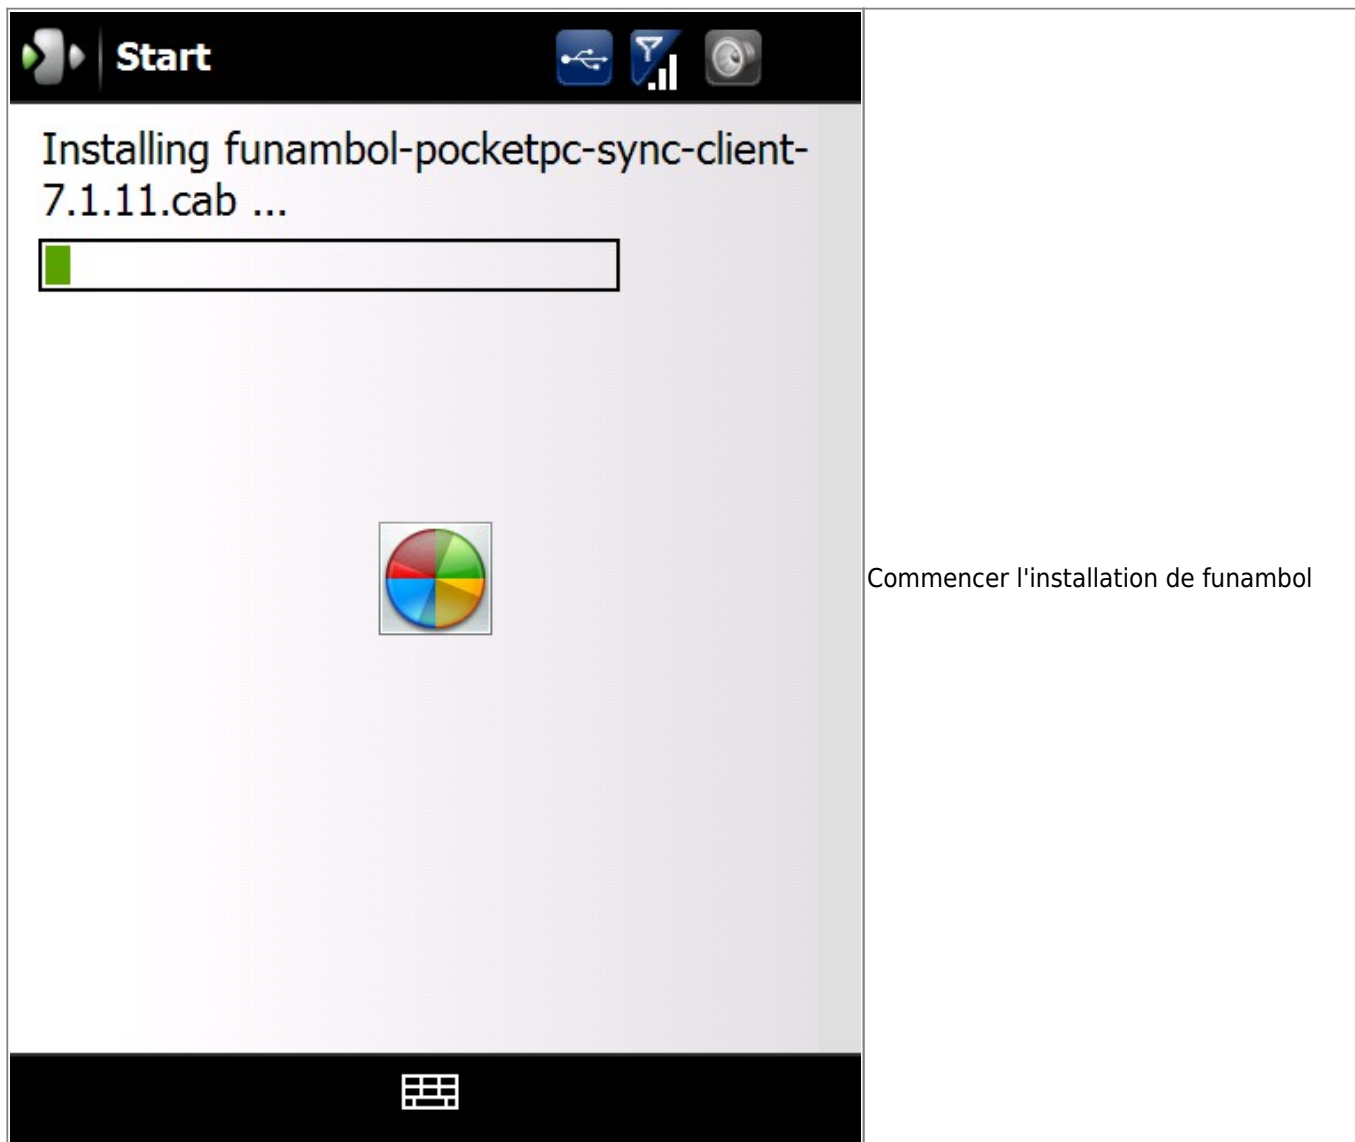 Start
Installing funambol-pocketpc-sync-client-
7.1.11.cab ...
Commencer l'installation de funambol